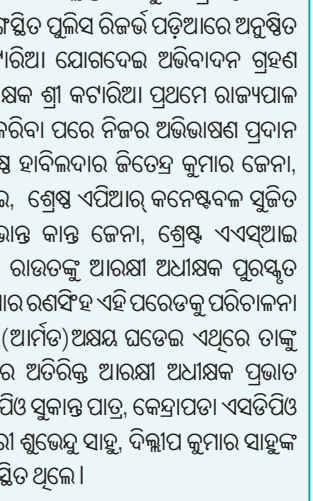 ଙ୍ଗସ୍ଥିତ ପୁଲିସ ରିଜର୍ଭ ପଡ଼ିଆରେ ଅନୁଷ୍ଠିତ
ଟାରିଆ ଯୋଗଦେଇ ଅଭିବାଦନ ଗ୍ରହଣ
କ୍ଷକ ଶ୍ରୀ କଟାରିଆ ପ୍ରଥମେ ରାଜ୍ୟପାଳ
କରିବା ପରେ ନିଜର ଅଭିଭାଷଣ ପ୍ରଦାନ
ଷ୍ଠ ହାବିଲଦାର ଜିତେନ୍ଦ୍ର କୁମାର ଜେନା,
ଇ, ଶ୍ରେଷ୍ଠ ଏପିଆର୍ କନେଷ୍ଟବଳ ସୁଜିତ
ଭାନ୍ତ କାନ୍ତ ଜେନା, ଶ୍ରେଷ୍ଟ ଏଏସ୍ଆଇ
ରାଉତଙ୍କୁ ଆରକ୍ଷୀ ଅଧୀକ୍ଷକ ପୁରସ୍କୃତ
ମାର ରଣସିଂହ ଏହି ପରେଡକୁ ପରିଚାଳନା
(ଆର୍ମଡ) ଅକ୍ଷୟ ଘଡେଇ ଏଥିରେ ତାଙ୍କୁ
ର ଅତିରିକ୍ତ ଆରକ୍ଷୀ ଅଧୀକ୍ଷକ ପ୍ରଭାତ
ପିଓ ସୁକାନ୍ତ ପାତ୍ର, କେନ୍ଦ୍ରାପଡା ଏସଡିପିଓ
ରୀ ଶୁଭେନ୍ଦୁ ସାହୁ, ଦିଲ୍ଲୀପ କୁମାର ସାହୁଙ୍କ
ସ୍ଥିତ ଥିଲେ।